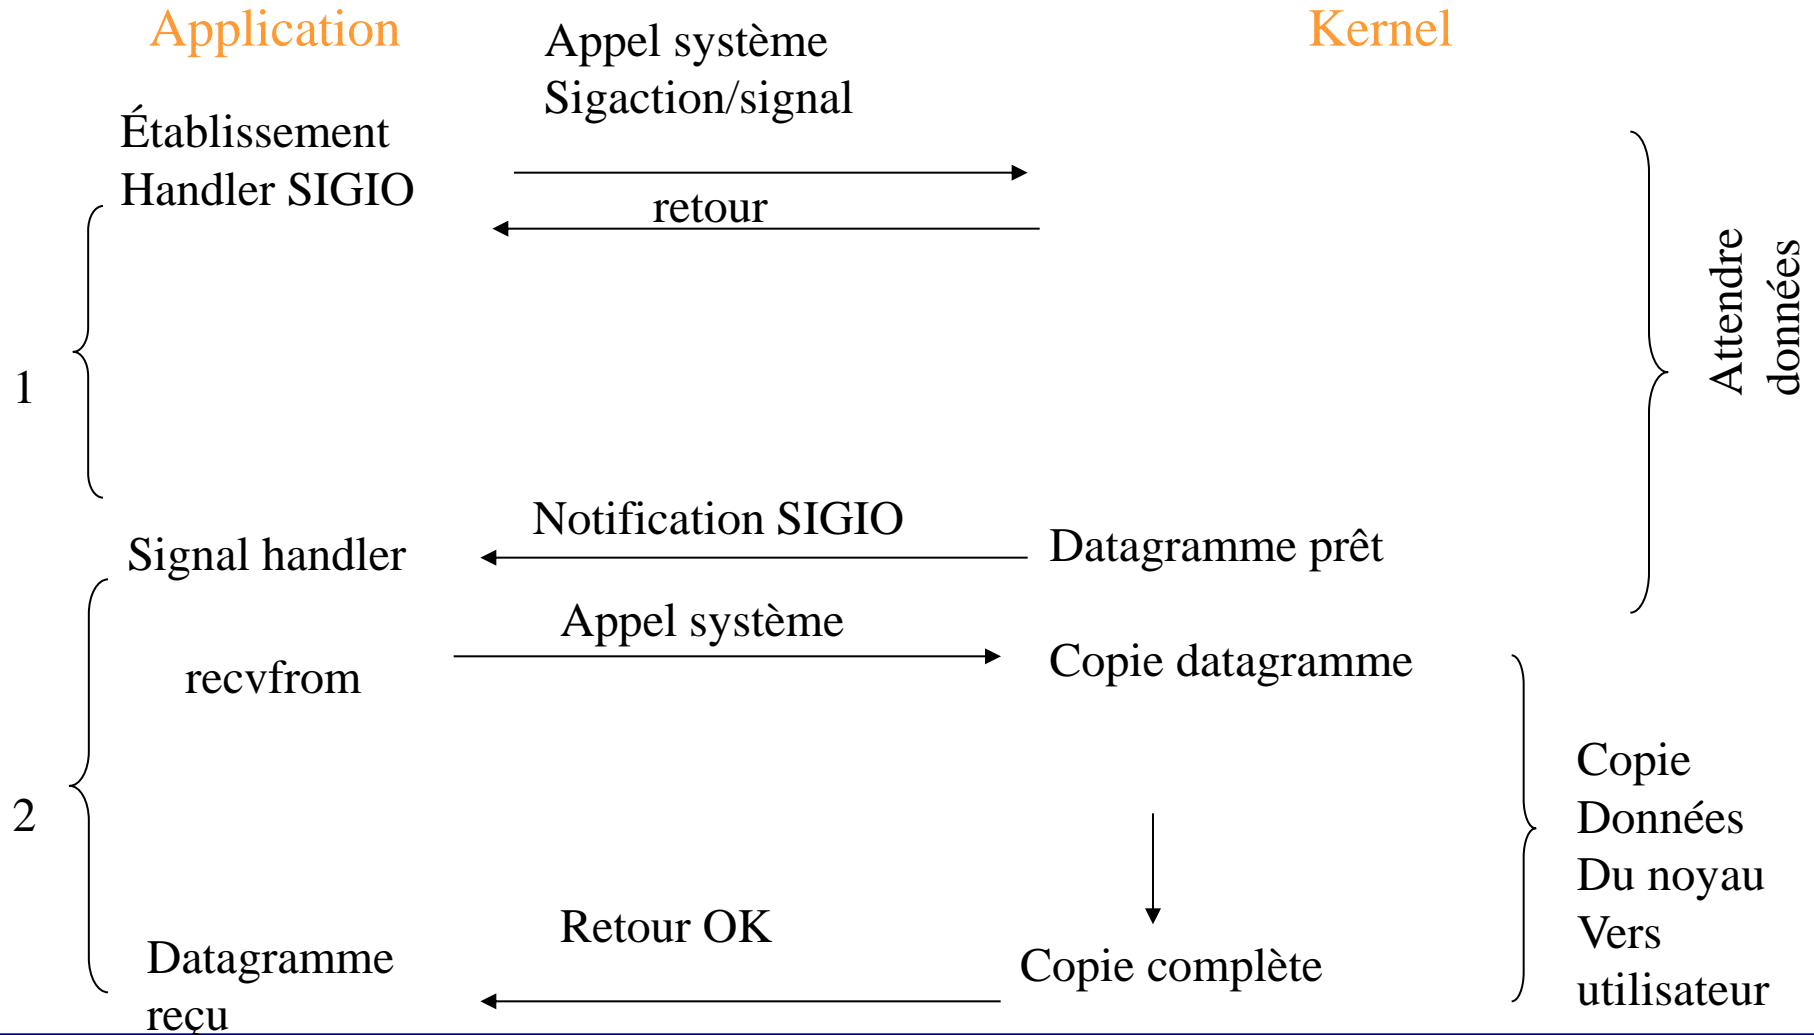 Application
Appel système
Sigaction/signal
Kernel
Établissement
Handler SIGIO
retour
Attendre
données
1
Notification SIGIO
Signal handler
Datagramme prêt
Appel système
recvfrom
Copie datagramme
2
Copie
Données
Du noyau
Vers
utilisateur
Retour OK
Datagramme
reçu
Copie complète